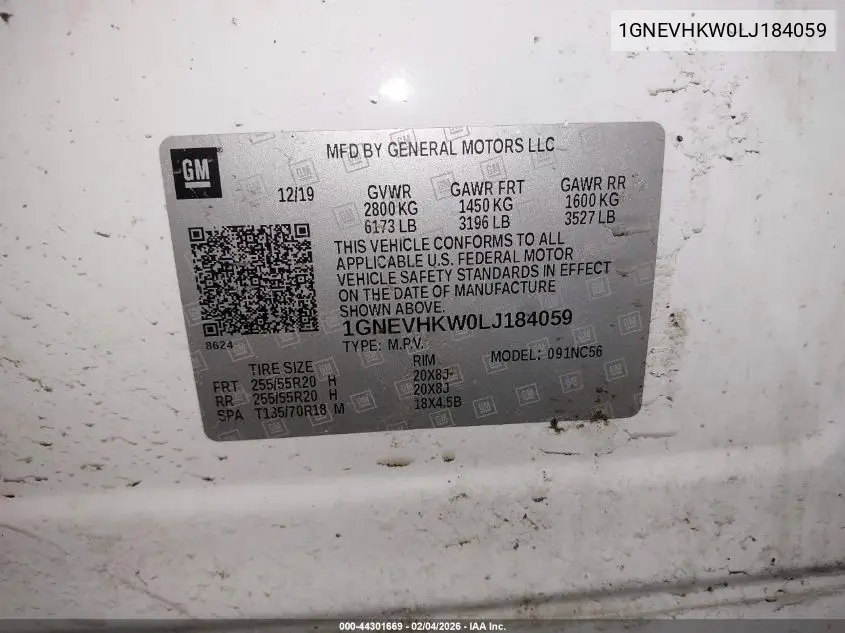 1GNEVHKW0LJ184059
GM
MFD BY GENERAL MOTORS LLC
12/19
GVWR GAWR FRT GAWR RR
2800 KG 1450 KG 1600 KG
6173 LB 3196 LB 3527 LB
THIS VEHICLE CONFORMS TO ALL
APPLICABLE U.S. FEDERAL MOTOR
VEHICLE SAFETY STANDARDS IN EFFECT
ON THE DATE OF MANUFACTURE
SHOWN ABOVE.
8624
1GNEVHKW0LJ184059
TYPE: M.P.V. MODEL: 091NC56
TIRE SIZE RIM
FRT 255/55R20 H 20X8J
RR 255/55R20 H 20X8J
SPA T135/70R18 M 18X4.5B
000-44301669 - 02/04/2026 - IAA Inc.